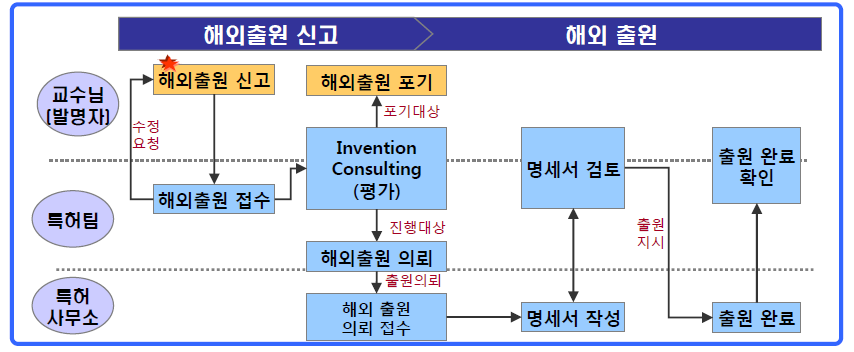 해외출원 신고
해외 출원
교수님
[발명자]
해외출원 신고
해외출원 포기
수정
요청
포기대상
Invention
Consulting
(평가)
명세서 검토
출원 완료
확인
특허팀
해외출원 접수
진행대상
출원
지시
해외출원 의뢰
출원의뢰
특허
사무소
해외 출원
의뢰 접수
명세서 작성
출원 완료